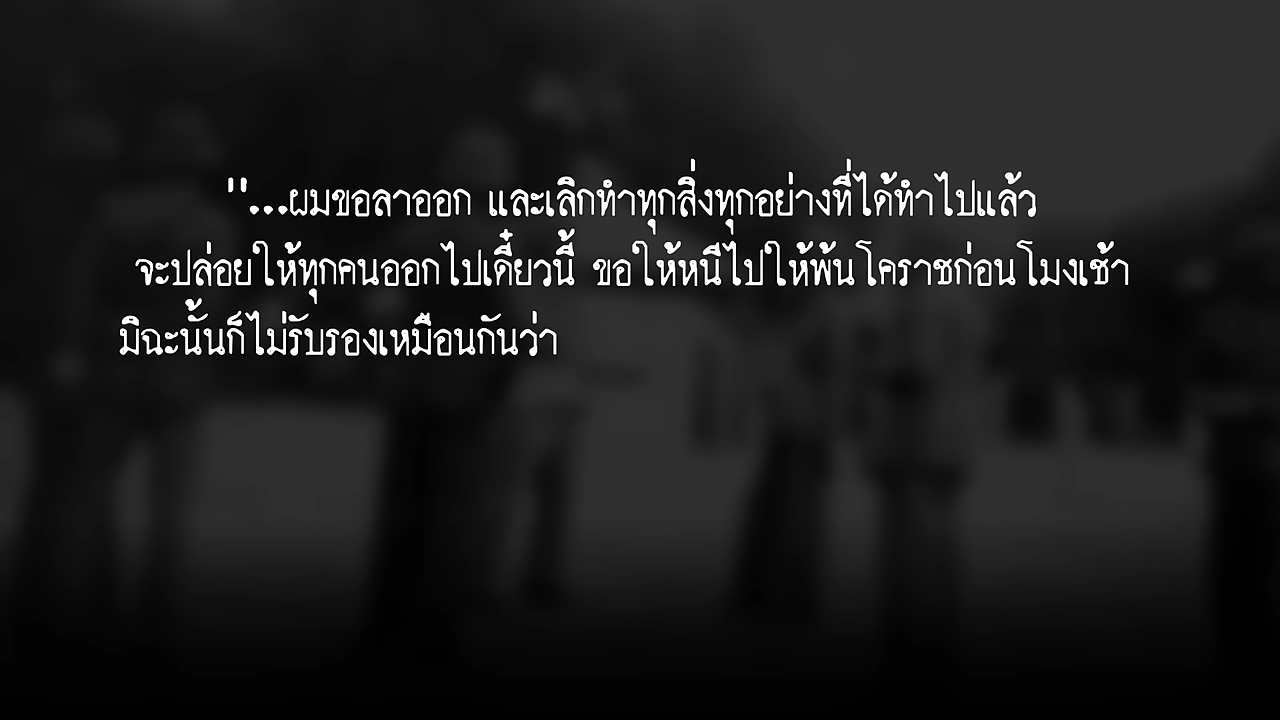 "...ผมขอลาออก และเลิกทำทุกสิ่งทุกอย่างที่ได้ทำไปแล้ว
จะปล่อยให้ทุกคนออกไปเดี๋ยวนี้ ขอให้หนีไปให้พ้นโคราชก่อนโมงเช้า
มิฉะนั้นก็ไม่รับรองเหมือนกันว่า